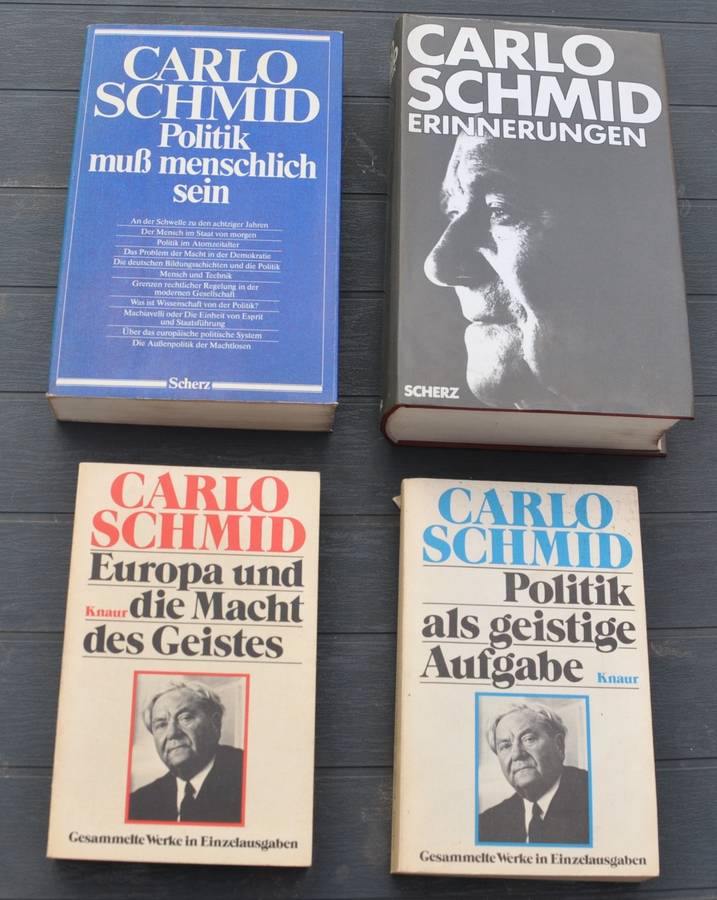 CARLO
SCHMID
Politik
muß menschlich
sein
An der Schwelle zu den achtziger Jahren
Der Mensch im Staat von morgen
Politik im Atomzeitalter
Das Problem der Macht in der Demokratie
Die deutschen Bildungsschichten und die Politik
Mensch und Technik
Grenzen rechtlicher Regelung in der
modernen Gesellschaft
Was ist Wissenschaft von der Politik?
Machiavelli oder Die Einheit von Esprit
und Staatsführung
Über das europäische politische System
Die Außenpolitik der Machtlosen
Scherz
CARLO
SCHMID
ERINNERUNGEN
SCHERZ
CARLO
SCHMID
Europa und
Knaur die Macht
des Geistes
Gesammelte Werke in Einzelausgaben
CARLO
SCHMID
Politik
als geistige
Aufgabe Knaur
Gesammelte Werke in Einzelausgaben